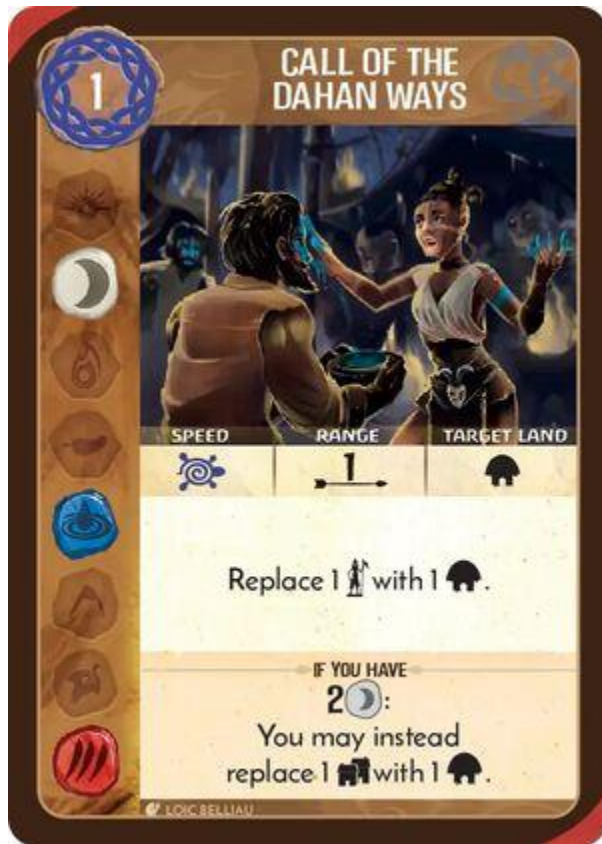 1
CALL OF THE
DAHAN WAYS
SPEED RANGE TARGET LAND
1
Replace 1 with 1 .
IF YOU HAVE
2 :
You may instead
replace 1 with 1 .
LOIC BELLIAU